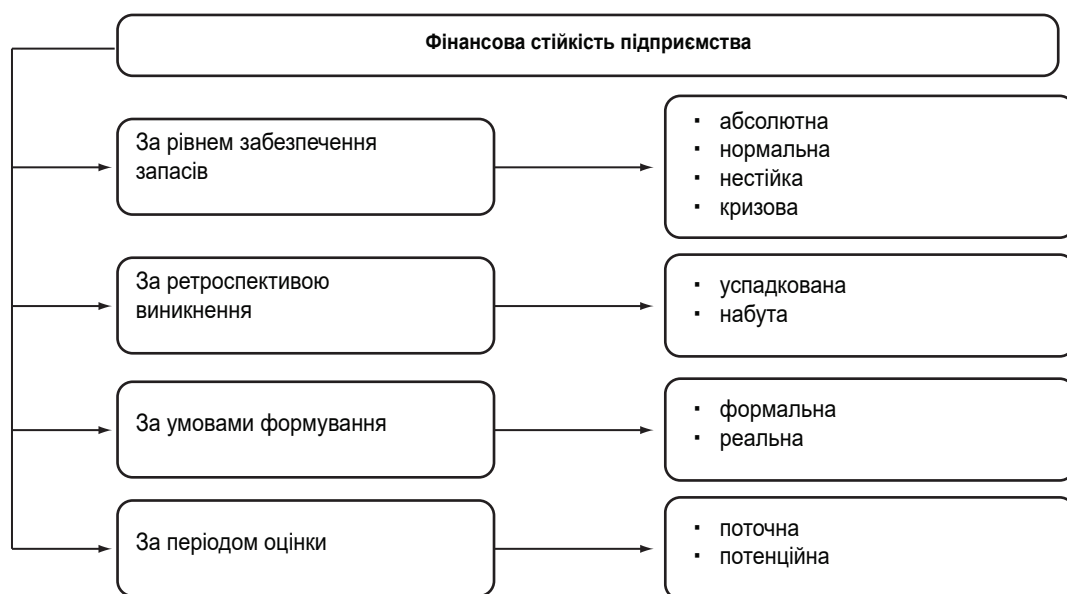 Фінансова стійкість підприємства
За рівнем забезпечення
запасів
▪ абсолютна
▪ нормальна
▪ нестійка
▪ кризова
За ретроспективою
виникнення
▪ успадкована
▪ набута
За умовами формування
▪ формальна
▪ реальна
За періодом оцінки
▪ поточна
▪ потенційна